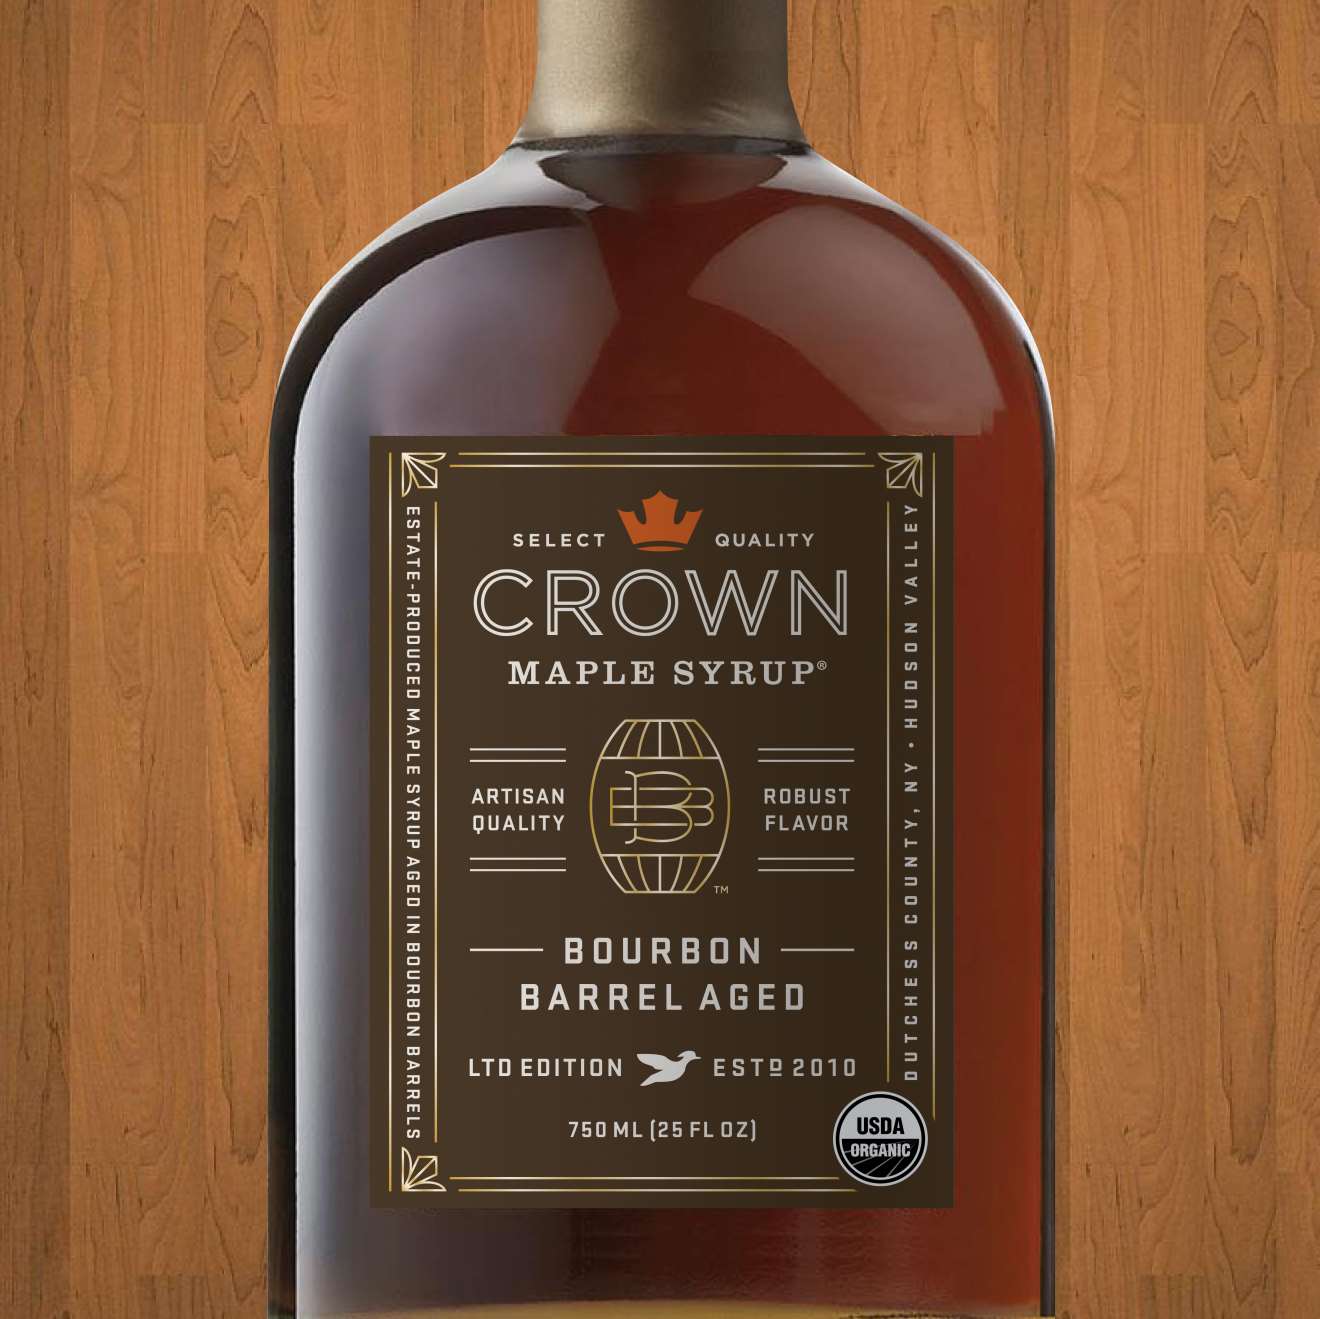 SELECT QUALITY
CROWN
MAPLE SYRUP®
ARTISAN
QUALITY
B B
TM
ROBUST
FLAVOR
BOURBON
BARREL AGED
LTD EDITION ESTD 2010
750 ML (25 FL OZ)
USDA
ORGANIC
ESTATE-PRODUCED MAPLE SYRUP AGED IN BOURBON BARRELS
DUTCHESS COUNTY, NY • HUDSON VALLEY